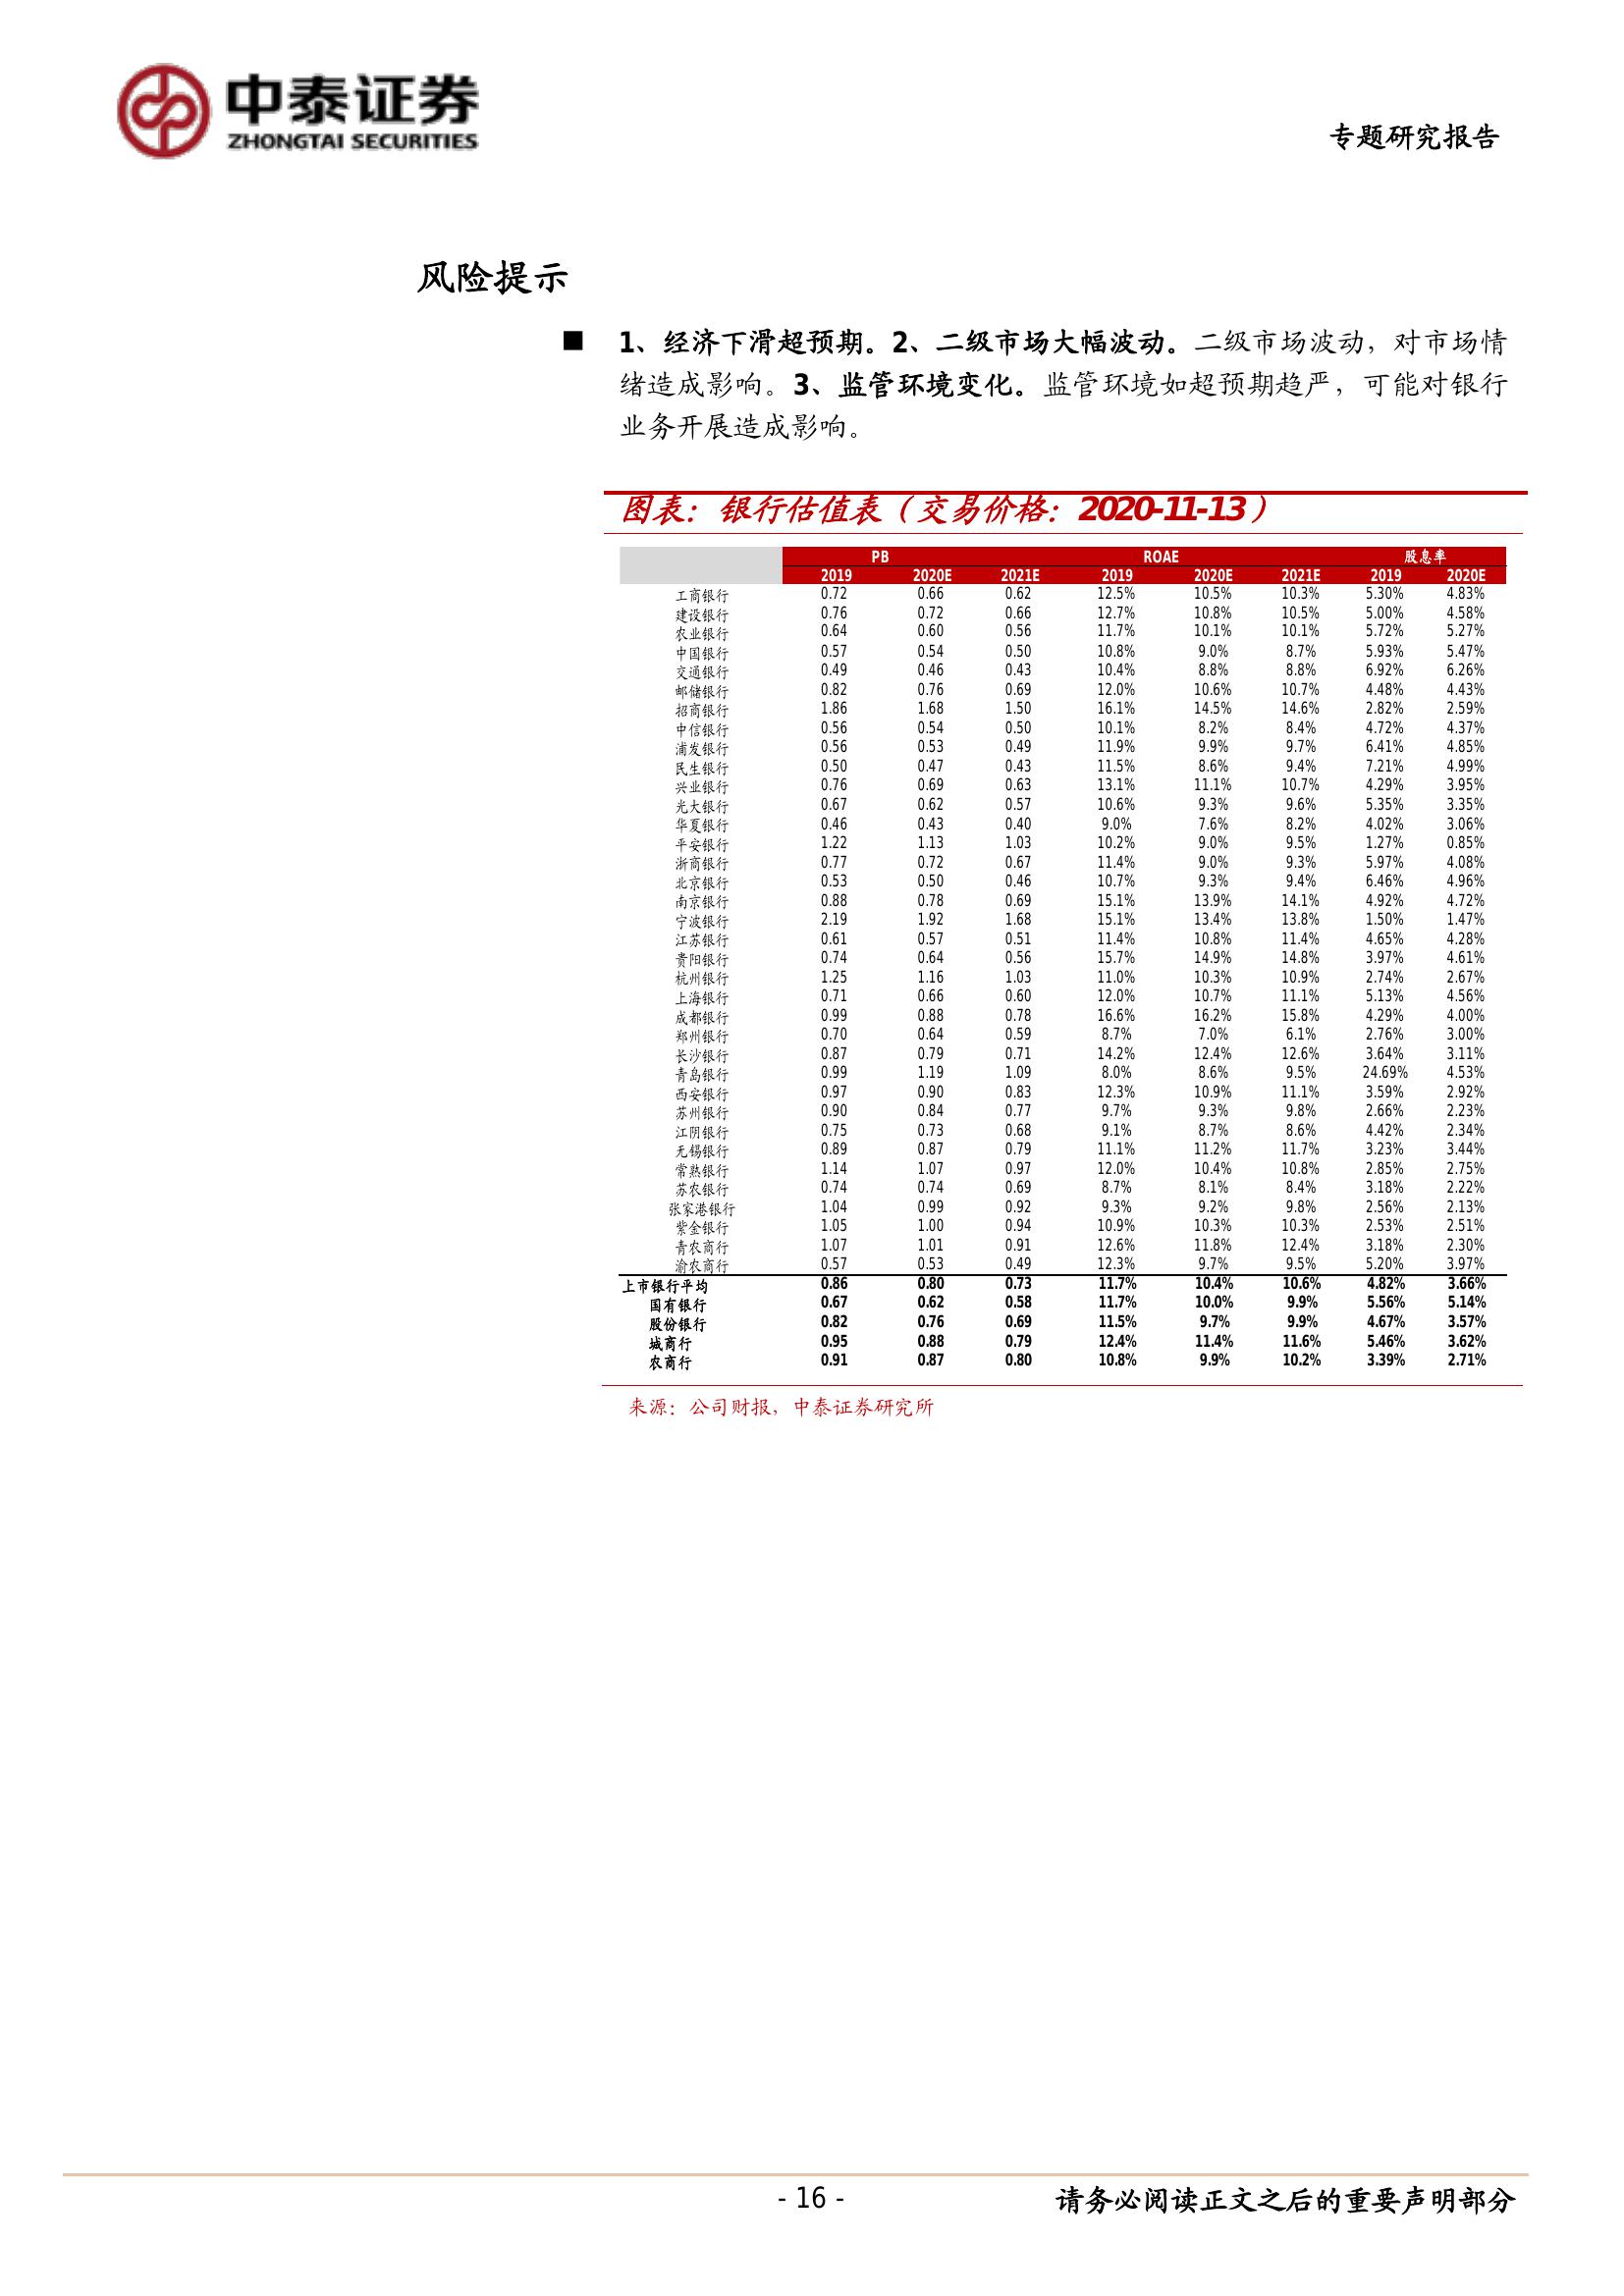 中泰证券
ZHONGTAI SECURITIES
专题研究报告
风险提示
■ 1、经济下滑超预期。2、二级市场大幅波动。二级市场波动，对市场情
绪造成影响。3、监管环境变化。监管环境如超预期趋严，可能对银行
业务开展造成影响。
图表：银行估值表（交易价格：2020-11-13）
PB ROAE 股息率
2019 2020E 2021E 2019 2020E 2021E 2019 2020E
工商银行 0.72 0.66 0.62 12.5% 10.5% 10.3% 5.30% 4.83%
建设银行 0.76 0.72 0.66 12.7% 10.8% 10.5% 5.00% 4.58%
农业银行 0.64 0.60 0.56 11.7% 10.1% 10.1% 5.72% 5.27%
中国银行 0.57 0.54 0.50 10.8% 9.0% 8.7% 5.93% 5.47%
交通银行 0.49 0.46 0.43 10.4% 8.8% 8.8% 6.92% 6.26%
邮储银行 0.82 0.76 0.69 12.0% 10.6% 10.7% 4.48% 4.43%
招商银行 1.86 1.68 1.50 16.1% 14.5% 14.6% 2.82% 2.59%
中信银行 0.56 0.54 0.50 10.1% 8.2% 8.4% 4.72% 4.37%
浦发银行 0.56 0.53 0.49 11.9% 9.9% 9.7% 6.41% 4.85%
民生银行 0.50 0.47 0.43 11.5% 8.6% 9.4% 7.21% 4.99%
兴业银行 0.76 0.69 0.63 13.1% 11.1% 10.7% 4.29% 3.95%
光大银行 0.67 0.62 0.57 10.6% 9.3% 9.6% 5.35% 3.35%
华夏银行 0.46 0.43 0.40 9.0% 7.6% 8.2% 4.02% 3.06%
平安银行 1.22 1.13 1.03 10.2% 9.0% 9.5% 1.27% 0.85%
浙商银行 0.77 0.72 0.67 11.4% 9.0% 9.3% 5.97% 4.08%
北京银行 0.53 0.50 0.46 10.7% 9.3% 9.4% 6.46% 4.96%
南京银行 0.88 0.78 0.69 15.1% 13.9% 14.1% 4.92% 4.72%
宁波银行 2.19 1.92 1.68 15.1% 13.4% 13.8% 1.50% 1.47%
江苏银行 0.61 0.57 0.51 11.4% 10.8% 11.4% 4.65% 4.28%
贵阳银行 0.74 0.64 0.56 15.7% 14.9% 14.8% 3.97% 4.61%
杭州银行 1.25 1.16 1.03 11.0% 10.3% 10.9% 2.74% 2.67%
上海银行 0.71 0.66 0.60 12.0% 10.7% 11.1% 5.13% 4.56%
成都银行 0.99 0.88 0.78 16.6% 16.2% 15.8% 4.29% 4.00%
郑州银行 0.70 0.64 0.59 8.7% 7.0% 6.1% 2.76% 3.00%
长沙银行 0.87 0.79 0.71 14.2% 12.4% 12.6% 3.64% 3.11%
青岛银行 0.99 1.19 1.09 8.0% 8.6% 9.5% 24.69% 4.53%
西安银行 0.97 0.90 0.83 12.3% 10.9% 11.1% 3.59% 2.92%
苏州银行 0.90 0.84 0.77 9.7% 9.3% 9.8% 2.66% 2.23%
江阴银行 0.75 0.73 0.68 9.1% 8.7% 8.6% 4.42% 2.34%
无锡银行 0.89 0.87 0.79 11.1% 11.2% 11.7% 3.23% 3.44%
常熟银行 1.14 1.07 0.97 12.0% 10.4% 10.8% 2.85% 2.75%
苏农银行 0.74 0.74 0.69 8.7% 8.1% 8.4% 3.18% 2.22%
张家港银行 1.04 0.99 0.92 9.3% 9.2% 9.8% 2.56% 2.13%
紫金银行 1.05 1.00 0.94 10.9% 10.3% 10.3% 2.53% 2.51%
青农商行 1.07 1.01 0.91 12.6% 11.8% 12.4% 3.18% 2.30%
渝农商行 0.57 0.53 0.49 12.3% 9.7% 9.5% 5.20% 3.97%
上市银行平均 0.86 0.80 0.73 11.7% 10.4% 10.6% 4.82% 3.66%
国有银行 0.67 0.62 0.58 11.7% 10.0% 9.9% 5.56% 5.14%
股份银行 0.82 0.76 0.69 11.5% 9.7% 9.9% 4.67% 3.57%
城商行 0.95 0.88 0.79 12.4% 11.4% 11.6% 5.46% 3.62%
农商行 0.91 0.87 0.80 10.8% 9.9% 10.2% 3.39% 2.71%
来源：公司财报，中泰证券研究所
- 16 -
请务必阅读正文之后的重要声明部分